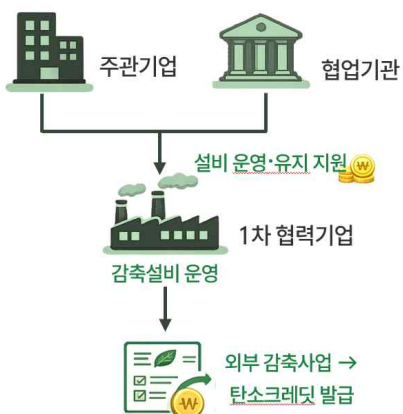 주관기업
협업기관
설비 운영·유지 지원
₩
1차 협력기업
감축설비 운영
외부 감축사업 →
탄소크레딧 발급
₩